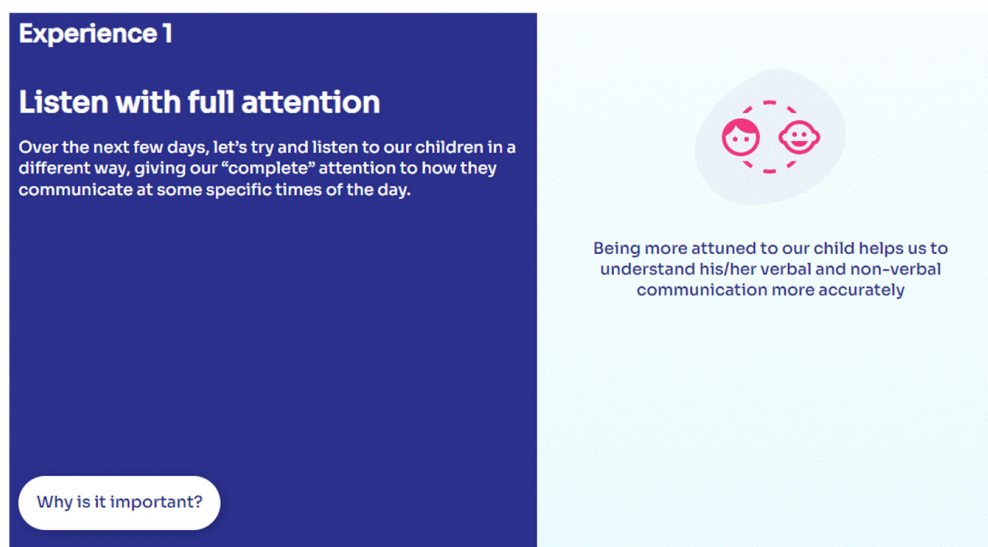 Experience 1
Listen with full attention
Over the next few days, let's try and listen to our children in a
different way, giving our “complete” attention to how they
communicate at some specific times of the day.
Why is it important?
Being more attuned to our child helps us to
understand his/her verbal and non-verbal
communication more accurately